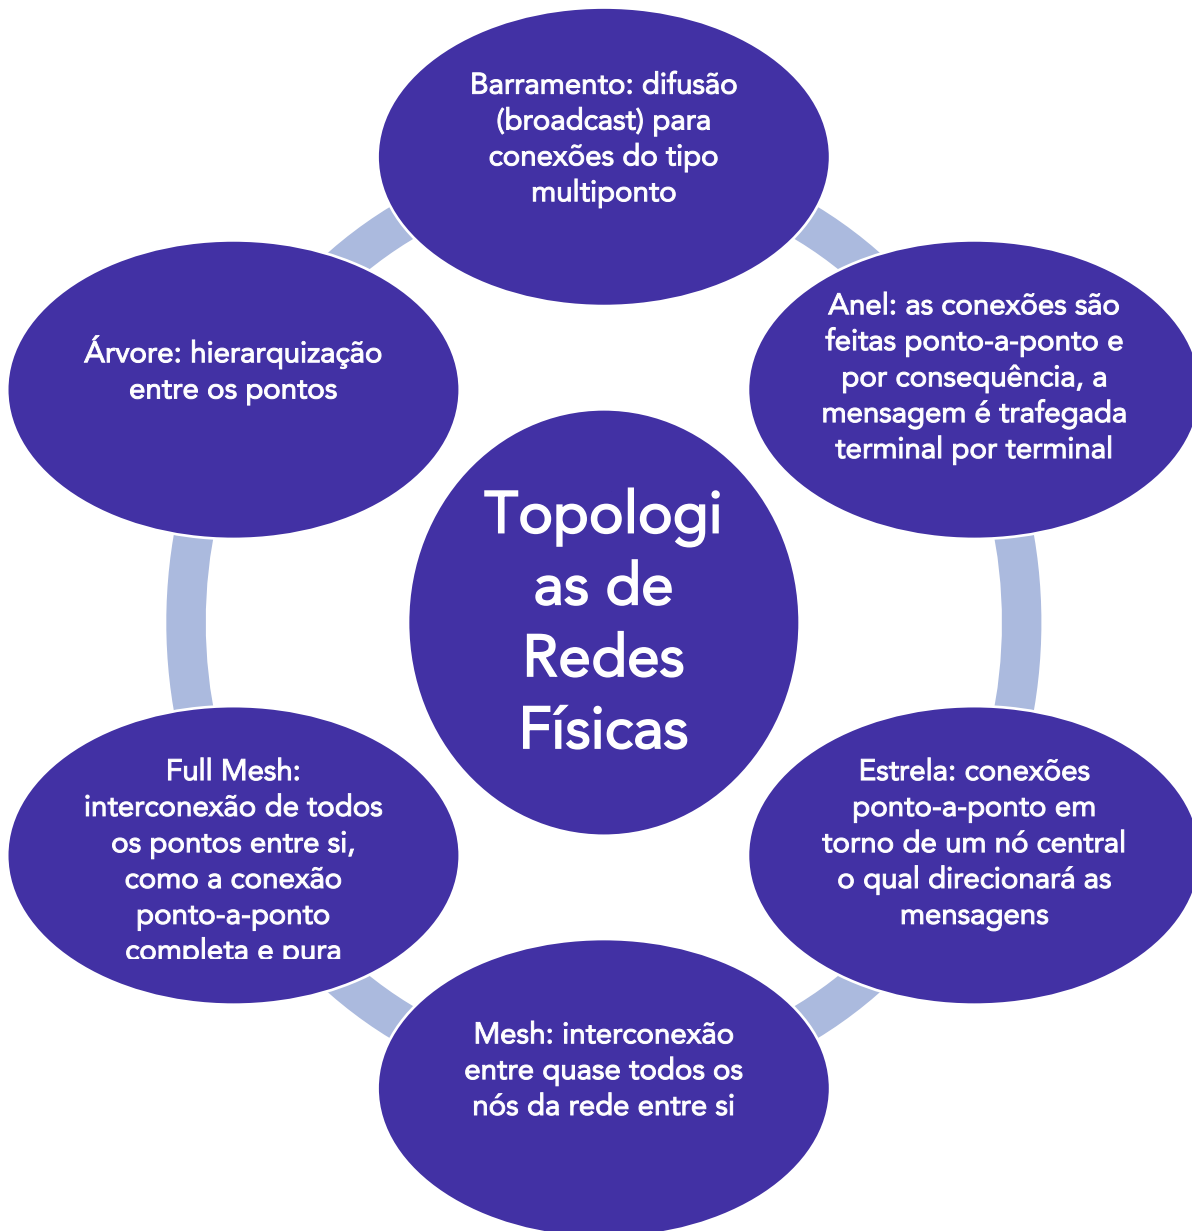 Barramento: difusão
(broadcast) para
conexões do tipo
multiponto
Anel: as conexões são
feitas ponto-a-ponto e
por consequência, a
mensagem é trafegada
terminal por terminal
Estrela: conexões
ponto-a-ponto em
torno de um nó central
o qual direcionará as
mensagens
Mesh: interconexão
entre quase todos os
nós da rede entre si
Full Mesh:
interconexão de todos
os pontos entre si,
como a conexão
ponto-a-ponto
completa e pura
Árvore: hierarquização
entre os pontos
Topologi
as de
Redes
Físicas